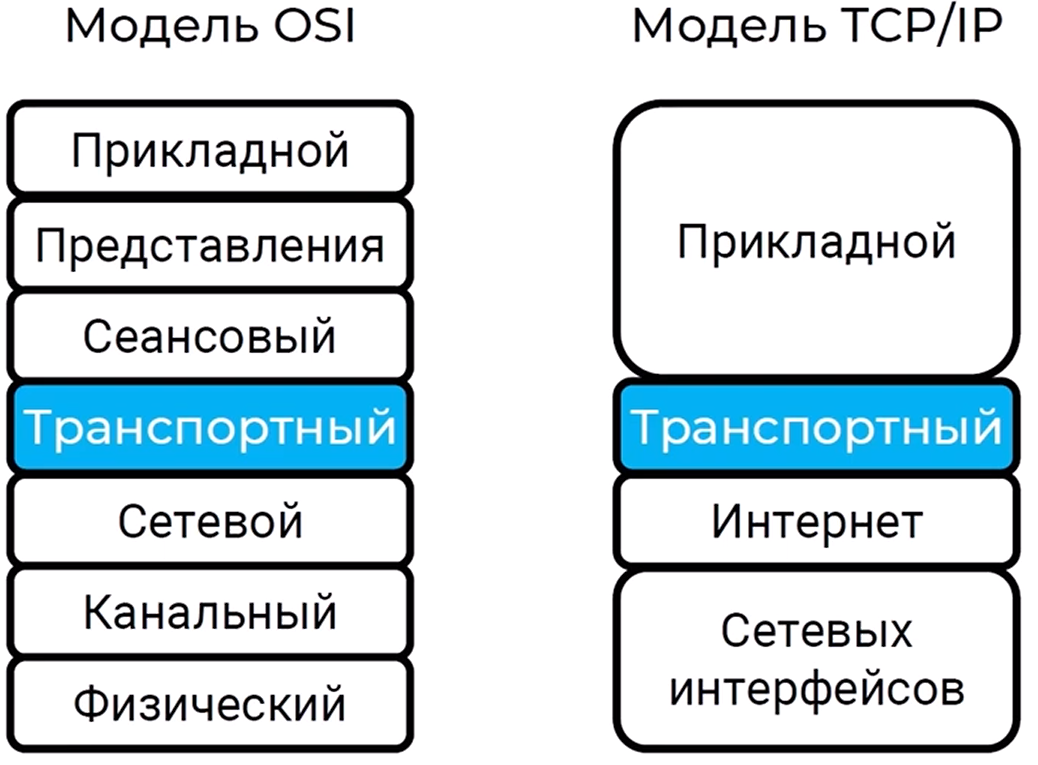 Модель OSI
Прикладной
Представления
Сеансовый
Транспортный
Сетевой
Канальный
Физический
Модель TCP/IP
Прикладной
Транспортный
Интернет
Сетевых
интерфейсов